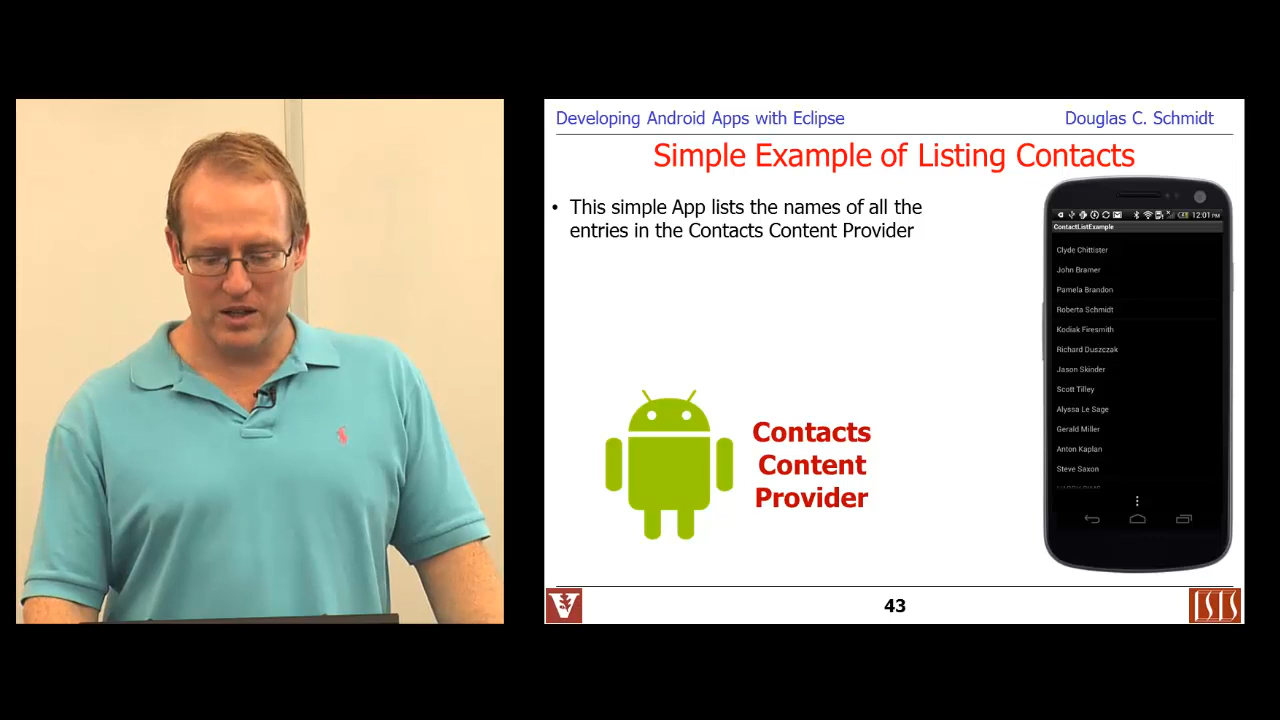 Developing Android Apps with Eclipse
Douglas C. Schmidt
Simple Example of Listing Contacts
• This simple App lists the names of all the
entries in the Contacts Content Provider
12:01 PM
ContactListExample
Clyde Chittister
John Bramer
Pamela Brandon
Roberta Schmidt
Kodiak Firesmith
Richard Duszczak
Jason Skinder
Scott Tilley
Alyssa Le Sage
Gerald Miller
Anton Kaplan
Steve Saxon
Contacts
Content
Provider
V
43
ISIS